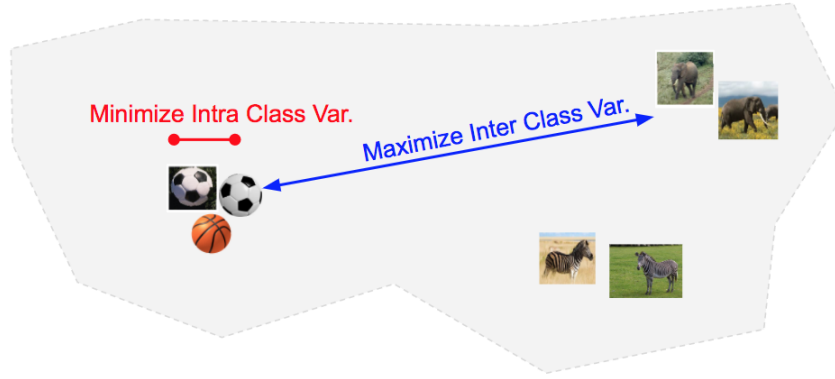 Minimize Intra Class Var.
Maximize Inter Class Var.